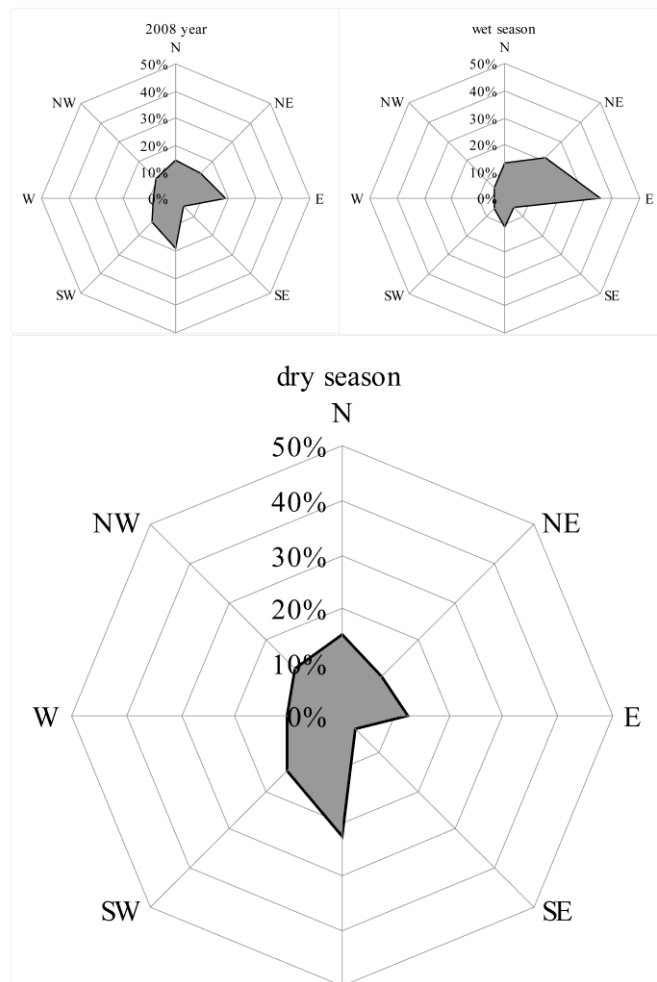 2008 year
N
50%
NW
40%
NE
30%
20%
10%
W
0%
E
SW
SE
wet season
N
50%
NW
40%
NE
30%
20%
10%
W
0%
E
SW
SE
dry season
N
50%
NW
40%
NE
30%
20%
10%
W
0%
E
SW
SE